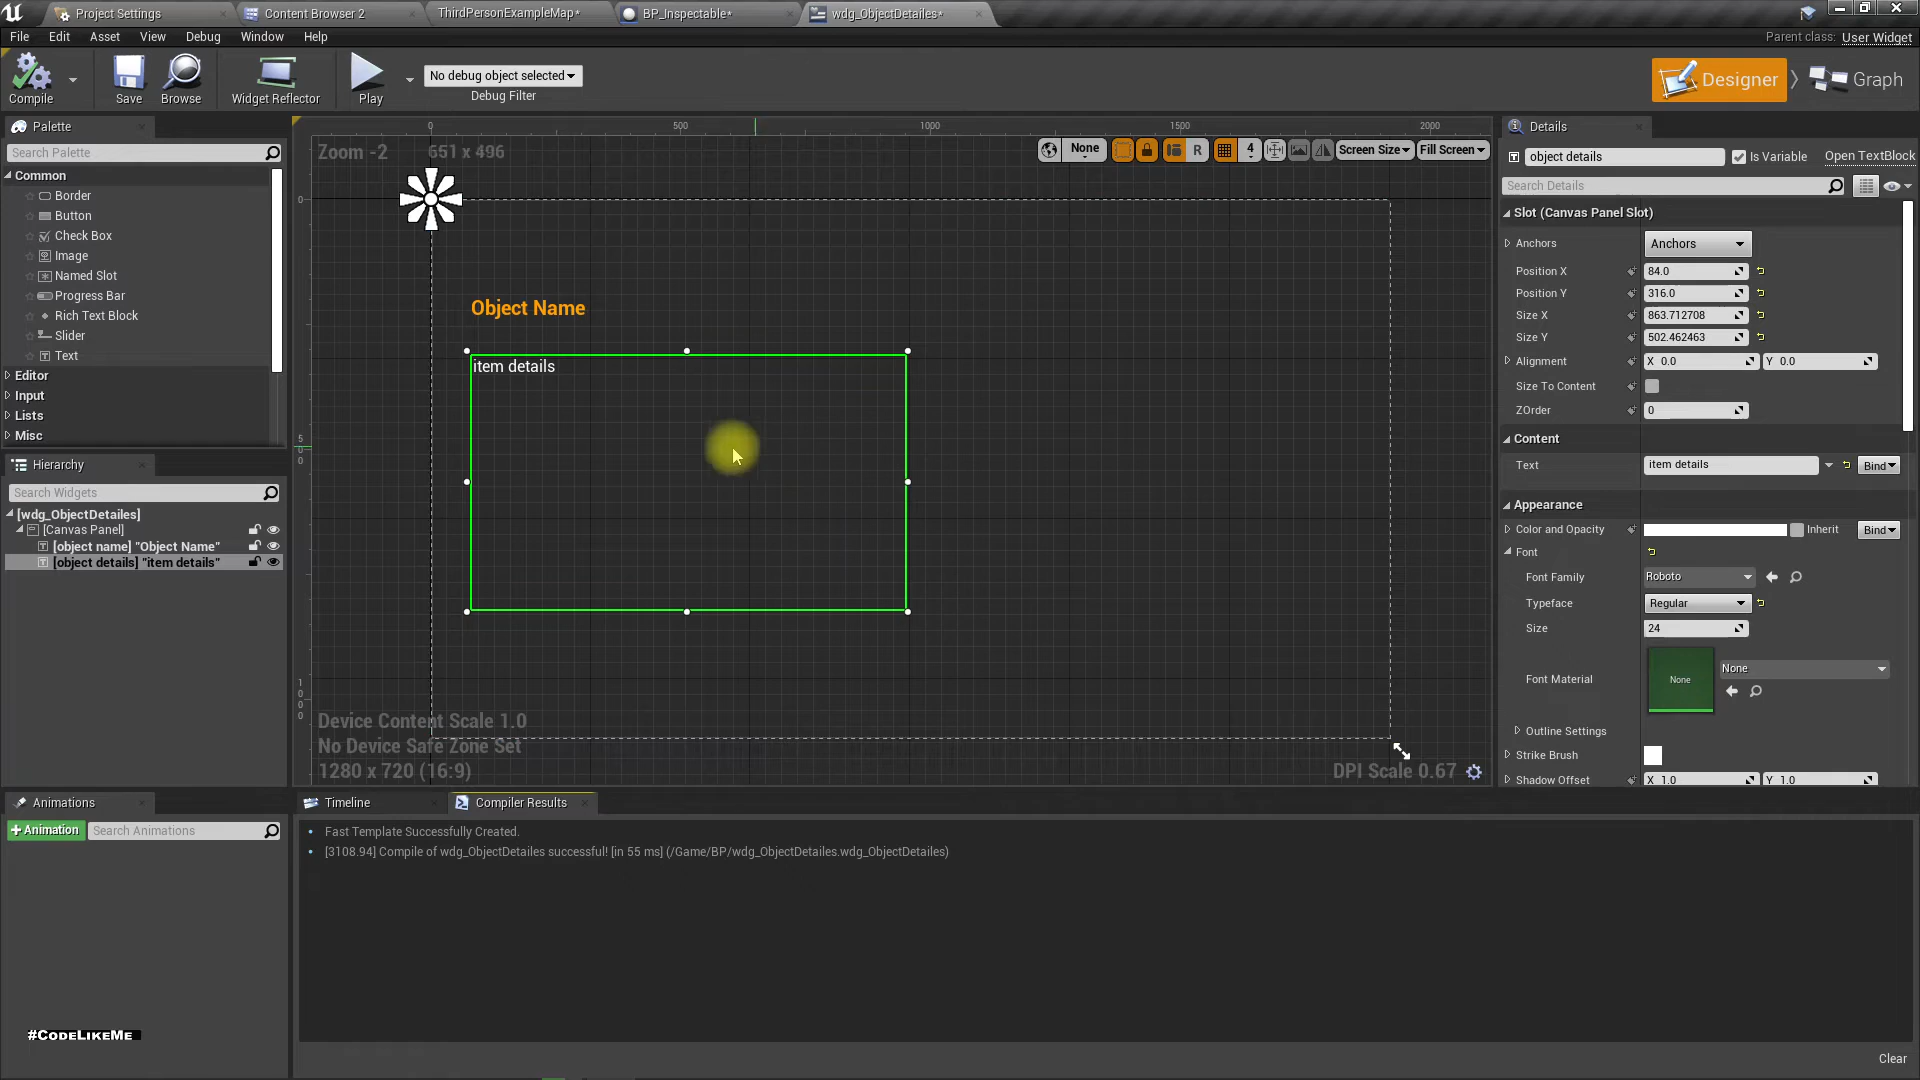 Project Settings
Content Browser 2
ThirdPersonExampleMap*
BP_Inspectable*
wdg_ObjectDetailes*
File Edit Asset View Debug Window Help
Parent class: User Widget
Compile
Save
Browse
Widget Reflector
Play
No debug object selected
Debug Filter
Designer
Graph
Palette
Search Palette
Common
Border
Button
Check Box
Image
Named Slot
Progress Bar
Rich Text Block
Slider
Text
Editor
Input
Lists
Misc
Hierarchy
Search Widgets
[wdg_ObjectDetailes]
[Canvas Panel]
[object name] "Object Name"
[object details] "item details"
Animations
+Animation
Search Animations
#CodeLikeMe
0 500 1000 1500 2000
Zoom -2 651 x 496
None
R
4
Screen Size
Fill Screen
0
500
1000
Object Name
item details
Device Content Scale 1.0
No Device Safe Zone Set
1280 x 720 (16:9)
DPI Scale 0.67
Timeline
Compiler Results
Fast Template Successfully Created.
[3108.94] Compile of wdg_ObjectDetailes successful! [in 55 ms] (/Game/BP/wdg_ObjectDetailes.wdg_ObjectDetailes)
Clear
Details
object details
Is Variable
Open TextBlock
Search Details
Slot (Canvas Panel Slot)
Anchors Anchors
Position X 84.0
Position Y 316.0
Size X 863.712708
Size Y 502.462463
Alignment X 0.0 Y 0.0
Size To Content
ZOrder 0
Content
Text item details Bind
Appearance
Color and Opacity Inherit Bind
Font
Font Family Roboto
Typeface Regular
Size 24
Font Material None None
Outline Settings
Strike Brush
Shadow Offset X 1.0 Y 1.0